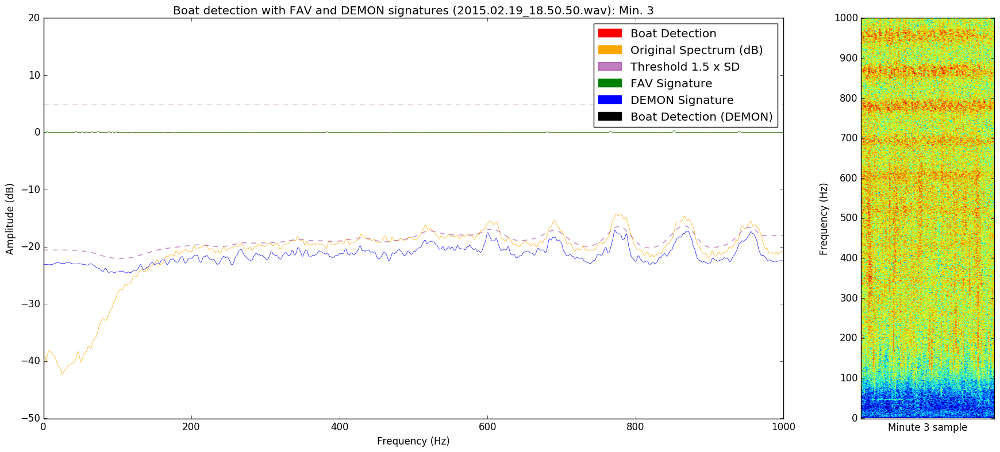 Boat detection with FAV and DEMON signatures (2015.02.19_18.50.50.wav): Min. 3
20
10
0
−10
−20
−30
−40
−50
Amplitude (dB)
Boat Detection
Original Spectrum (dB)
Threshold 1.5 x SD
FAV Signature
DEMON Signature
Boat Detection (DEMON)
0
200
400
600
800
1000
Frequency (Hz)
1000
900
800
700
600
500
400
300
200
100
0
Frequency (Hz)
Minute 3 sample